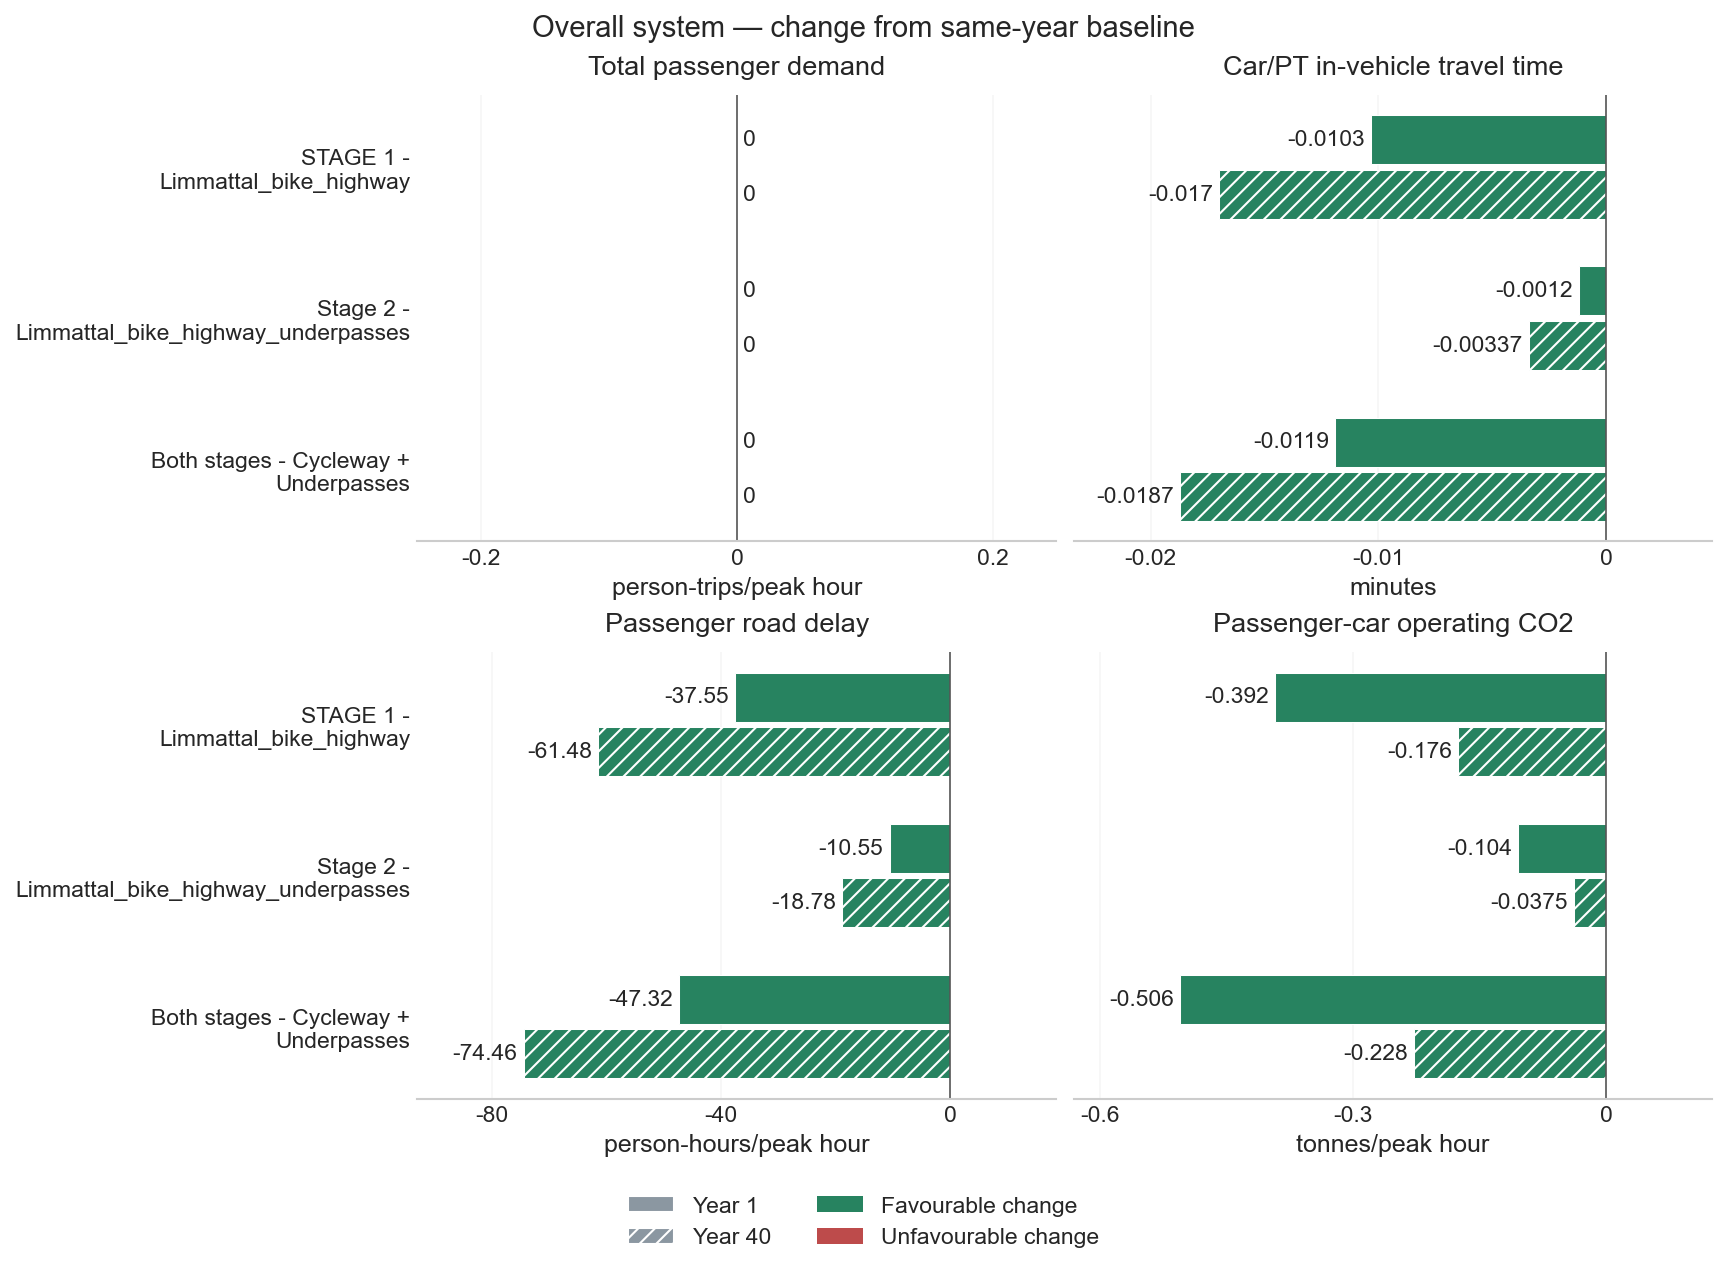 Overall system — change from same-year baseline
Total passenger demand
STAGE 1 -
Limmattal_bike_highway
Stage 2 -
Limmattal_bike_highway_underpasses
Both stages - Cycleway +
Underpasses
0
0
0
0
0
0
-0.2
0
0.2
person-trips/peak hour
Car/PT in-vehicle travel time
-0.0103
-0.017
-0.0012
-0.00337
-0.0119
-0.0187
-0.02
-0.01
0
minutes
Passenger road delay
STAGE 1 -
Limmattal_bike_highway
Stage 2 -
Limmattal_bike_highway_underpasses
Both stages - Cycleway +
Underpasses
-37.55
-61.48
-10.55
-18.78
-47.32
-74.46
-80
-40
0
person-hours/peak hour
Passenger-car operating CO2
-0.392
-0.176
-0.104
-0.0375
-0.506
-0.228
-0.6
-0.3
0
tonnes/peak hour
Year 1
Year 40
Favourable change
Unfavourable change